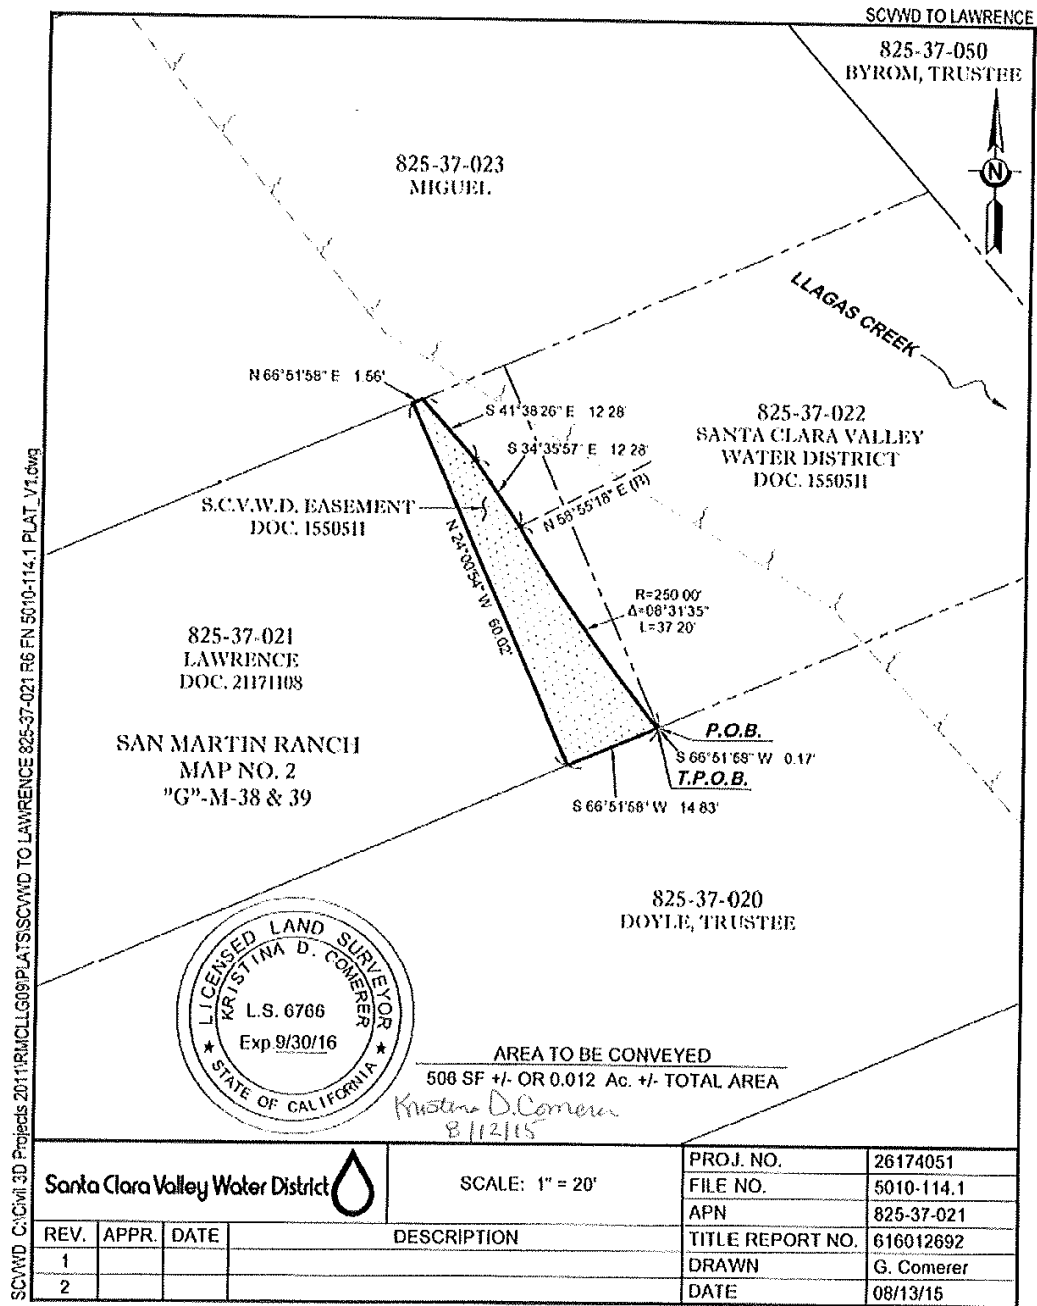 SCVWD TO LAWRENCE
825-37-050
BYROM, TRUSTEE
N
825-37-023
MIGUEL
LLAGAS CREEK
N 66°51'58" E 1.56'
S 41°38 26" E 12 28'
S 34°35'57" E 12 28'
825-37-022
SANTA CLARA VALLEY
WATER DISTRICT
DOC. 1550511
S.C.V.W.D. EASEMENT
DOC. 1550511
N 58°55'18" E (R)
N 24°00'54" W 60.02'
R=250 00'
Δ=08°31'35"
L=37 20'
825-37-021
LAWRENCE
DOC. 21171108
SAN MARTIN RANCH
MAP NO. 2
"G"-M-38 & 39
P.O.B.
S 66°51'58" W 0.17'
T.P.O.B.
S 66°51'58" W 14 83'
825-37-020
DOYLE, TRUSTEE
LICENSED LAND SURVEYOR
KRISTINA D. COMERER
L.S. 6766
Exp 9/30/16
★ STATE OF CALIFORNIA ★
AREA TO BE CONVEYED
506 SF +/- OR 0.012 Ac. +/- TOTAL AREA
Kristina D. Comerer
8/12/15
SCVWD C:\Civil 3D Projects 2011\RMCLLG09\PLATS\SCVWD TO LAWRENCE 825-37-021 R6 FN 5010-114.1 PLAT_V1.dwg
Santa Clara Valley Water District
SCALE: 1" = 20'
PROJ. NO. 26174051
FILE NO. 5010-114.1
APN 825-37-021
TITLE REPORT NO. 616012692
DRAWN G. Comerer
DATE 08/13/15
REV. APPR. DATE DESCRIPTION
1
2